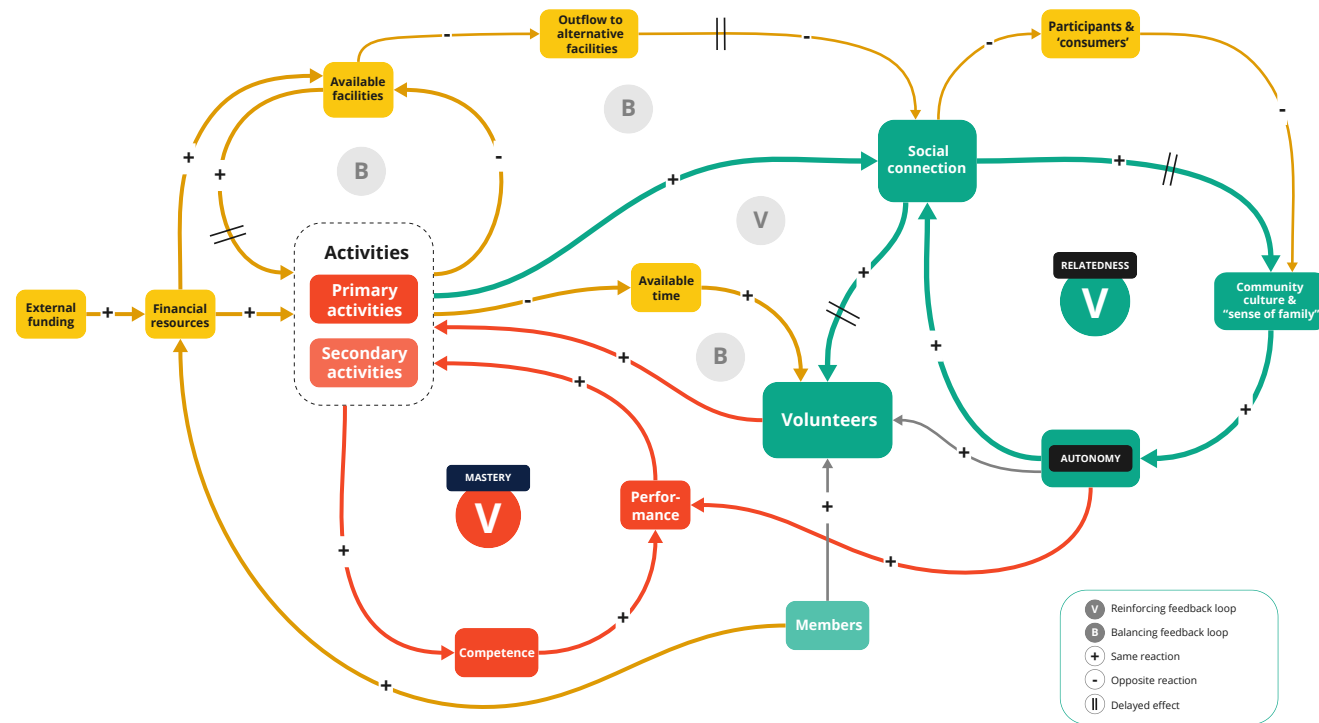 Outflow to
alternative
facilities
Participants &
‘consumers’
-
||
-
-
Available
facilities
B
-
+
+
-
B
Social
connection
+
||
+
V
||
Activities
Primary
activities
Secondary
activities
External
funding
+
Financial
resources
+
-
Available
time
+
+
||
RELATEDNESS
V
Community
culture &
“sense of family”
+
B
+
+
Volunteers
+
+
AUTONOMY
MASTERY
V
Perfor-
mance
+
+
+
+
Members
Competence
+
V Reinforcing feedback loop
B Balancing feedback loop
+ Same reaction
- Opposite reaction
|| Delayed effect